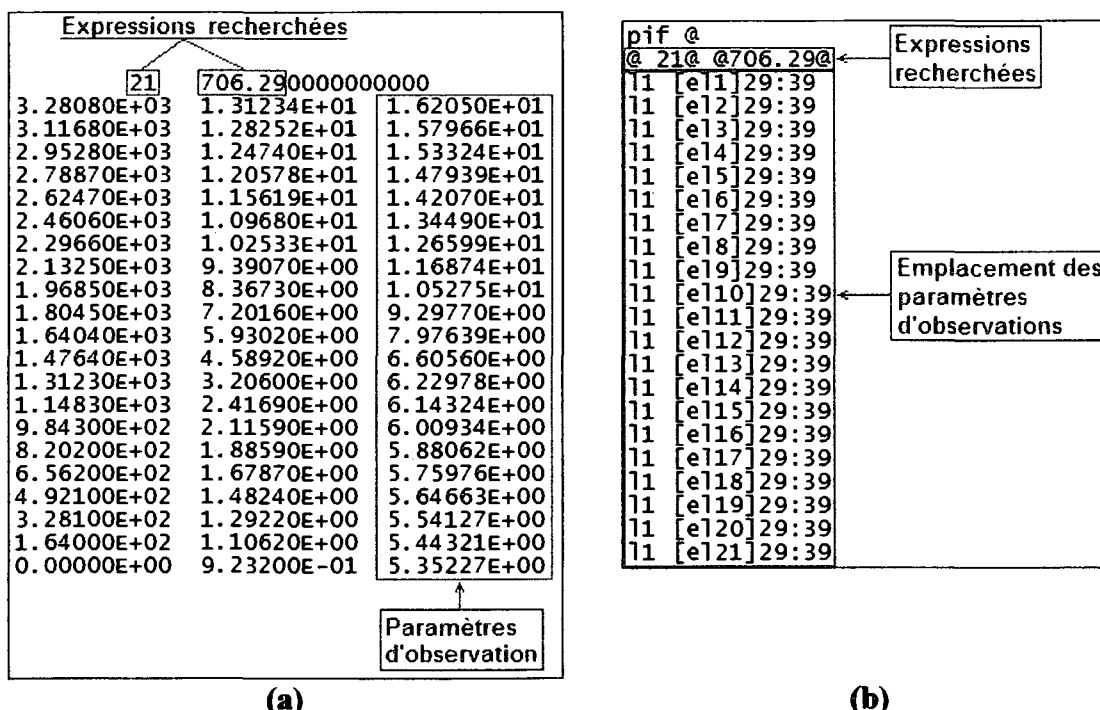 Expressions recherchées
21 706.290000000000
3.28080E+03 1.31234E+01 1.62050E+01
3.11680E+03 1.28252E+01 1.57966E+01
2.95280E+03 1.24740E+01 1.53324E+01
2.78870E+03 1.20578E+01 1.47939E+01
2.62470E+03 1.15619E+01 1.42070E+01
2.46060E+03 1.09680E+01 1.34490E+01
2.29660E+03 1.02533E+01 1.26599E+01
2.13250E+03 9.39070E+00 1.16874E+01
1.96850E+03 8.36730E+00 1.05275E+01
1.80450E+03 7.20160E+00 9.29770E+00
1.64040E+03 5.93020E+00 7.97639E+00
1.47640E+03 4.58920E+00 6.60560E+00
1.31230E+03 3.20600E+00 6.22978E+00
1.14830E+03 2.41690E+00 6.14324E+00
9.84300E+02 2.11590E+00 6.00934E+00
8.20200E+02 1.88590E+00 5.88062E+00
6.56200E+02 1.67870E+00 5.75976E+00
4.92100E+02 1.48240E+00 5.64663E+00
3.28100E+02 1.29220E+00 5.54127E+00
1.64000E+02 1.10620E+00 5.44321E+00
0.00000E+00 9.23200E-01 5.35227E+00
Paramètres
d'observation
(a)
pif @
@ 21@ @706.29@
l1 [el1]29:39
l1 [el2]29:39
l1 [el3]29:39
l1 [el4]29:39
l1 [el5]29:39
l1 [el6]29:39
l1 [el7]29:39
l1 [el8]29:39
l1 [el9]29:39
l1 [el10]29:39
l1 [el11]29:39
l1 [el12]29:39
l1 [el13]29:39
l1 [el14]29:39
l1 [el15]29:39
l1 [el16]29:39
l1 [el17]29:39
l1 [el18]29:39
l1 [el19]29:39
l1 [el20]29:39
l1 [el21]29:39
Expressions
recherchées
Emplacement des
paramètres
d'observations
(b)